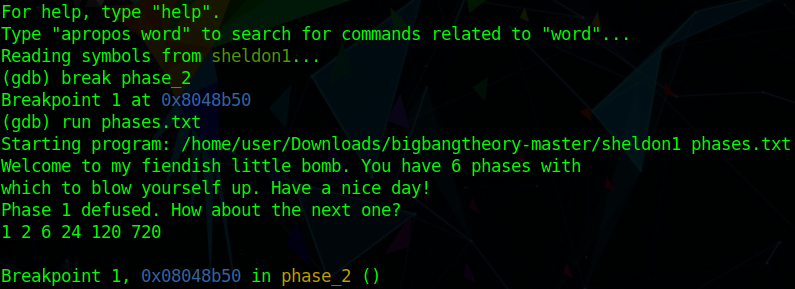 For help, type "help".
Type "apropos word" to search for commands related to "word"...
Reading symbols from sheldon1...
(gdb) break phase_2
Breakpoint 1 at 0x8048b50
(gdb) run phases.txt
Starting program: /home/user/Downloads/bigbangtheory-master/sheldon1 phases.txt
Welcome to my fiendish little bomb. You have 6 phases with
which to blow yourself up. Have a nice day!
Phase 1 defused. How about the next one?
1 2 6 24 120 720
Breakpoint 1, 0x08048b50 in phase_2 ()